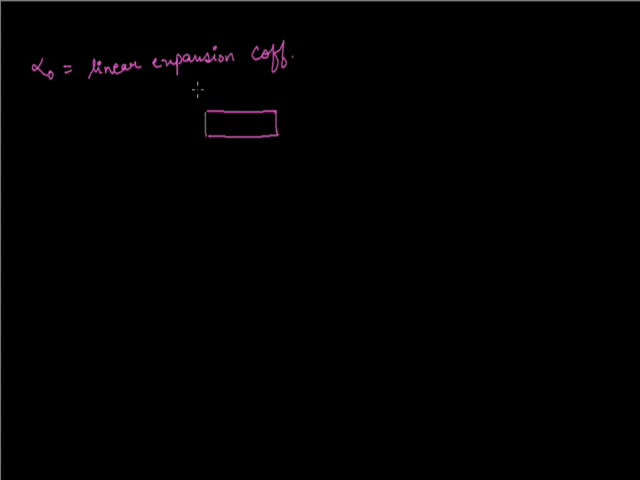 α₀ = linear expansion coff.